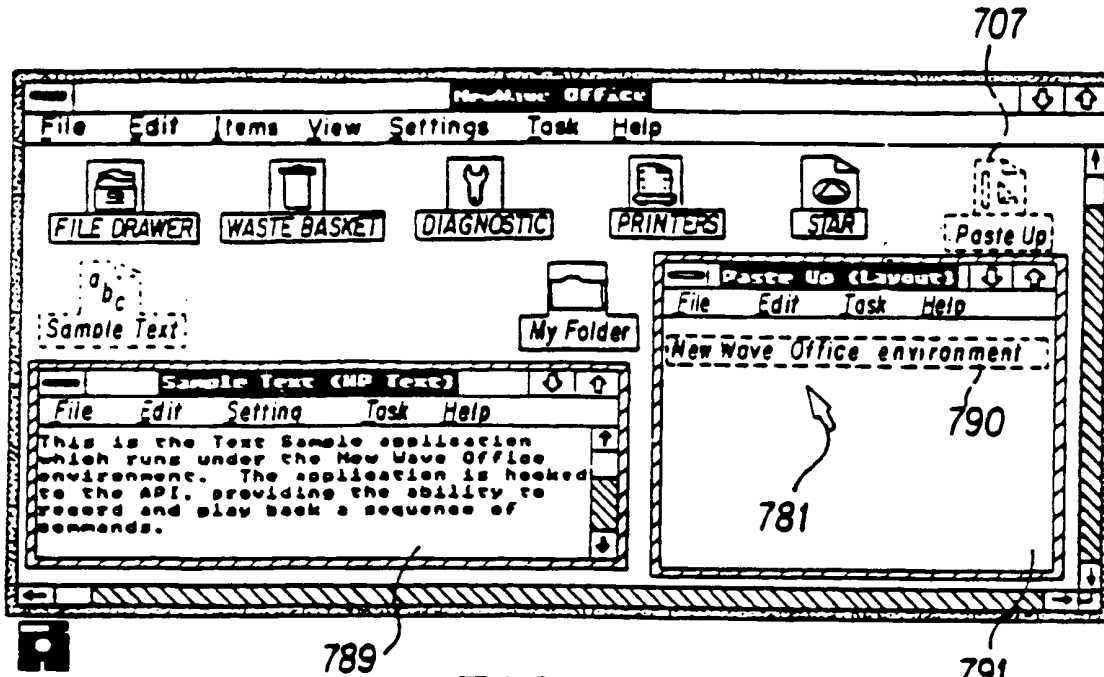 707
NewWave Office
File Edit Items View Settings Task Help
FILE DRAWER WASTE BASKET DIAGNOSTIC PRINTERS STAR Paste Up
abc
Sample Text
My Folder
Paste Up (Layout)
File Edit Task Help
New Wave Office environment
790
781
Sample Text (HP Text)
File Edit Setting Task Help
This is the Text Sample application
which runs under the New Wave Office
environment. The application is hooked
to the API, providing the ability to
record and play back a sequence of
commands.
789
791